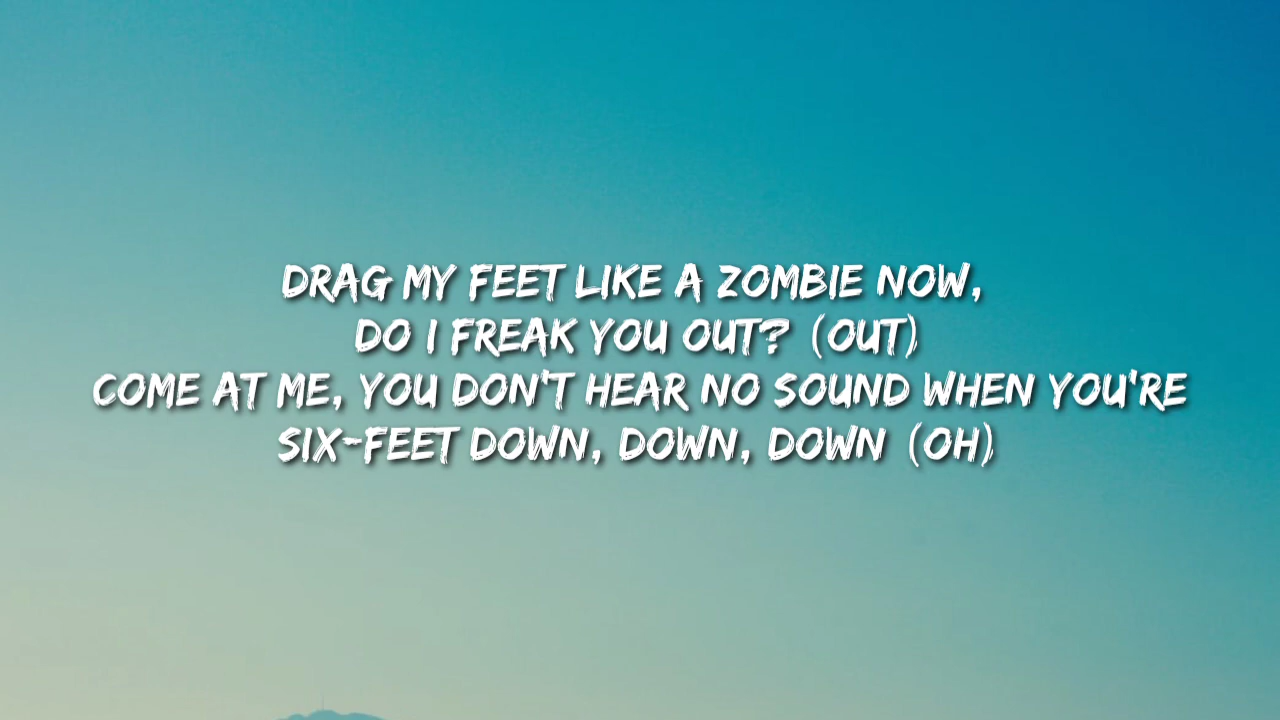 DRAG MY FEET LIKE A ZOMBIE NOW,
DO I FREAK YOU OUT? (OUT)
COME AT ME, YOU DON'T HEAR NO SOUND WHEN YOU'RE
SIX-FEET DOWN, DOWN, DOWN (OH)